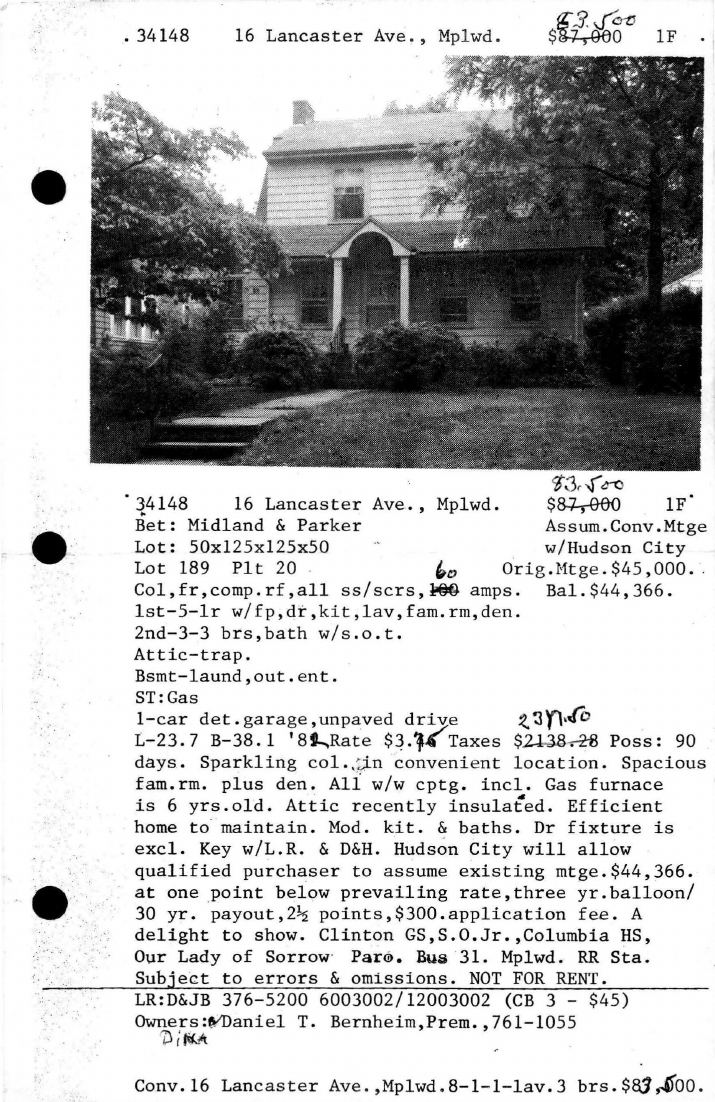 83.500
.34148 16 Lancaster Ave., Mplwd. $87,000 1F .
83.500
34148 16 Lancaster Ave., Mplwd. $87,000 1F
Bet: Midland & Parker Assum.Conv.Mtge
Lot: 50x125x125x50 w/Hudson City
Lot 189 Plt 20 60 Orig.Mtge.$45,000.
Col,fr,comp.rf,all ss/scrs,100 amps. Bal.$44,366.
1st-5-lr w/fp,dr,kit,lav,fam.rm,den.
2nd-3-3 brs,bath w/s.o.t.
Attic-trap.
Bsmt-laund,out.ent.
ST:Gas
1-car det.garage,unpaved drive
L-23.7 B-38.1 Rate Taxes $2138.28 Poss: 90
days. Sparkling col. in convenient location. Spacious
fam.rm. plus den. All w/w cptg. incl. Gas furnace
is 6 yrs.old. Attic recently insulated. Efficient
home to maintain. Mod. kit. & baths. Dr fixture is
excl. Key w/L.R. & D&H. Hudson City will allow
qualified purchaser to assume existing mtge.$44,366.
at one point below prevailing rate,three yr.balloon/
30 yr. payout,2½ points,$300.application fee. A
delight to show. Clinton GS,S.O.Jr.,Columbia HS,
Our Lady of Sorrow Paro. Bus 31. Mplwd. RR Sta.
Subject to errors & omissions. NOT FOR RENT.
LR:D&JB 376-5200 6003002/12003002 (CB 3 - $45)
Owners: Daniel T. Bernheim,Prem.,761-1055
Dina
Conv.16 Lancaster Ave.,Mplwd.8-1-1-lav.3 brs.$83,500.